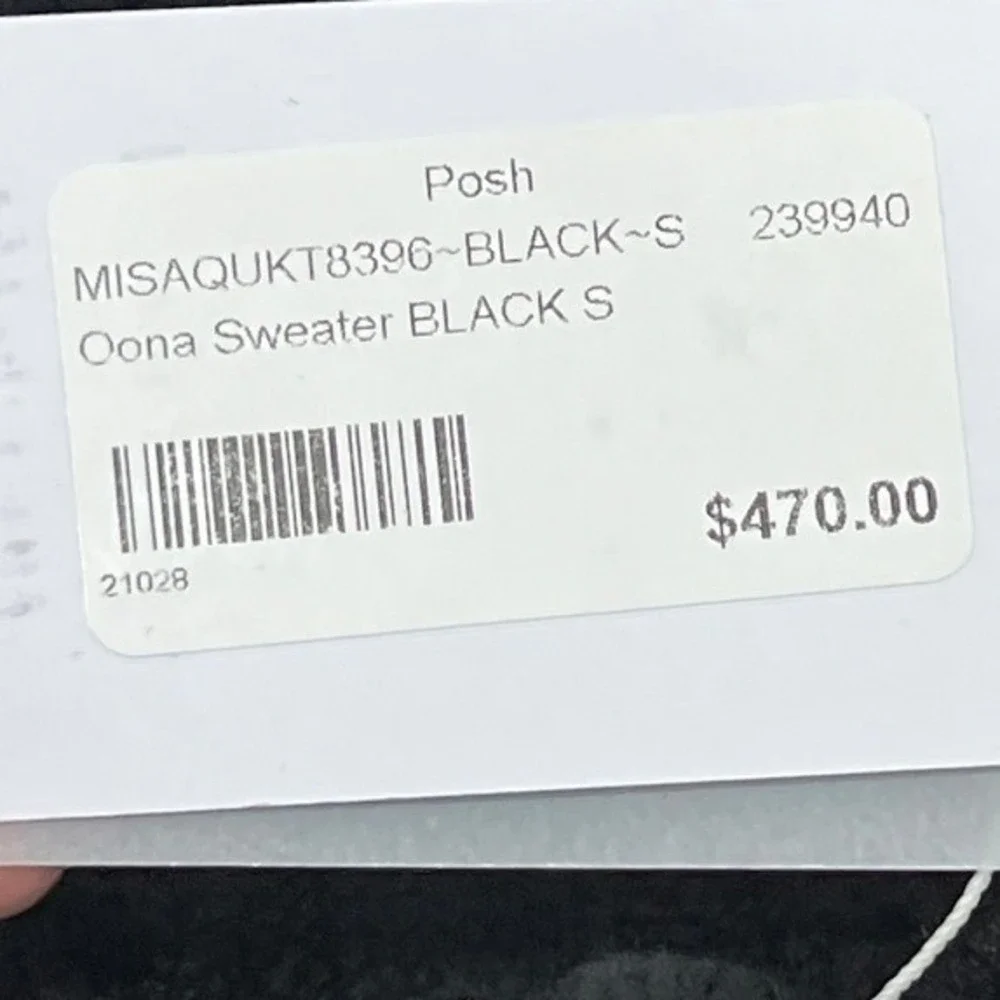 Posh
MISAQUKT8396~BLACK~S 239940
Oona Sweater BLACK S
$470.00
21028